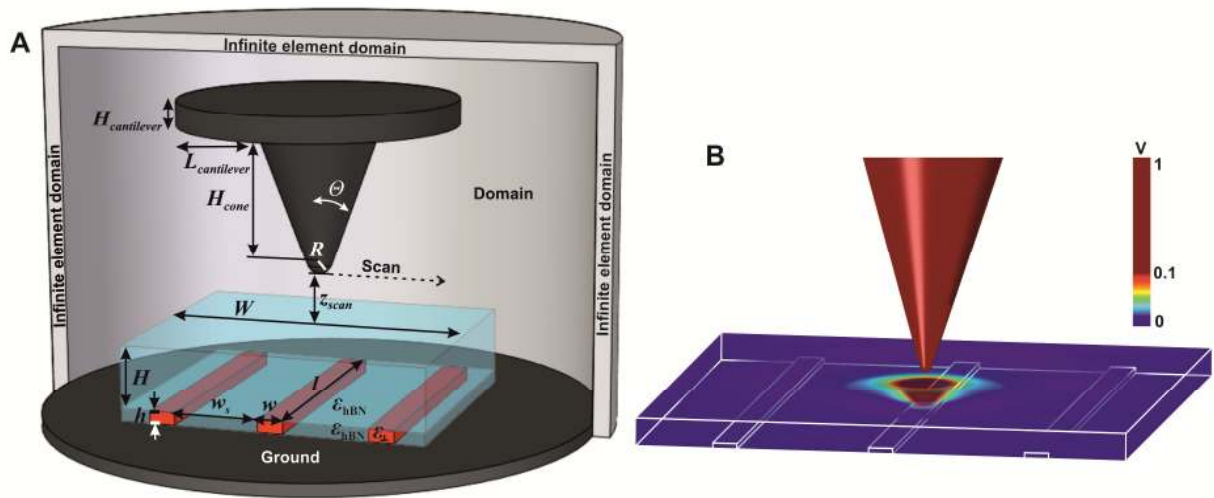 A
Infinite element domain
Infinite element domain
Infinite element domain
H_cantilever
L_cantilever
H_cone
Θ
R
Domain
Scan
z_scan
W
H
h
w_s
w
l
ε_hBN
ε_hBN
ε_⊥
Ground
B
V
1
0.1
0